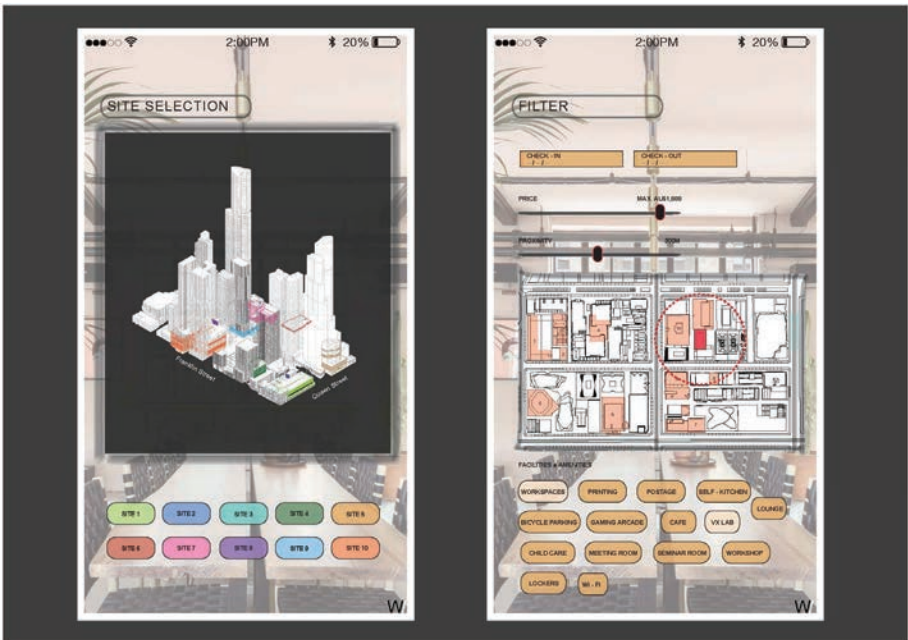 2:00PM
20%
SITE SELECTION
Franklin Street
Queen Street
SITE 1
SITE 2
SITE 3
SITE 4
SITE 5
SITE 6
SITE 7
SITE 8
SITE 9
SITE 10
W
2:00PM
20%
FILTER
CHECK - IN
/ - /
CHECK - OUT
/ - /
PRICE
MAX. AU$1,600
PROXIMITY
FACILITIES & AMENITIES
WORKSPACES
PRINTING
POSTAGE
SELF - KITCHEN
LOUNGE
BICYCLE PARKING
GAMING ARCADE
CAFE
VX LAB
CHILD CARE
MEETING ROOM
SEMINAR ROOM
WORKSHOP
LOCKERS
WI - FI
W